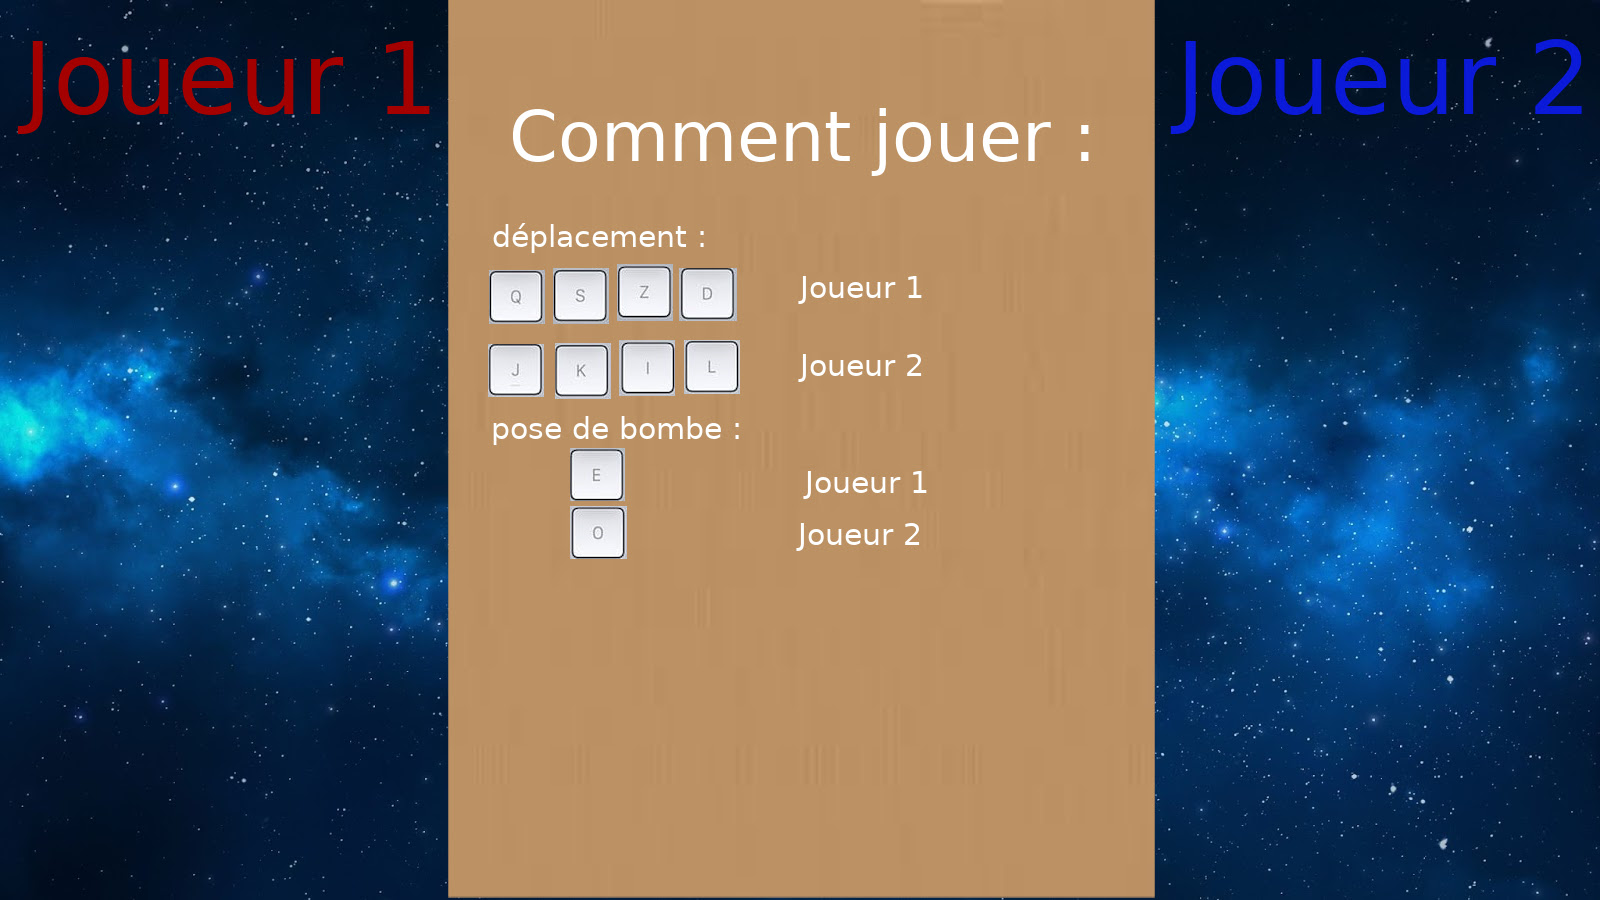 Joueur 1
Joueur 2
Comment jouer :
déplacement :
Q S Z D Joueur 1
J K I L Joueur 2
pose de bombe :
E Joueur 1
O Joueur 2